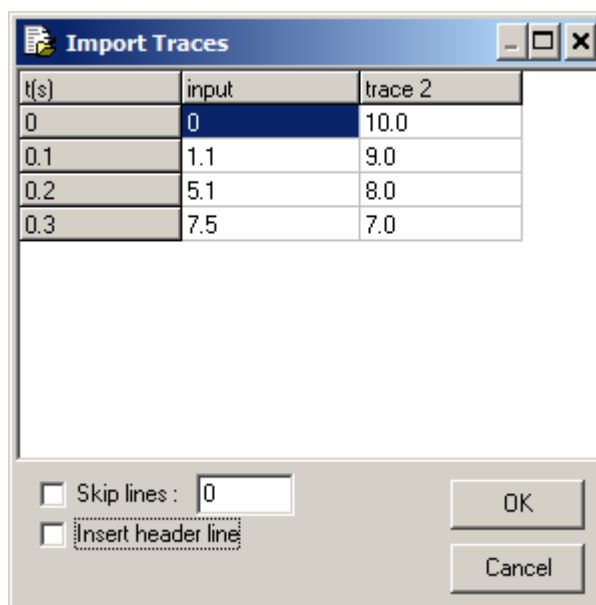 Import Traces
t(s) input trace 2
0 0 10.0
0.1 1.1 9.0
0.2 5.1 8.0
0.3 7.5 7.0
Skip lines : 0
Insert header line
OK
Cancel